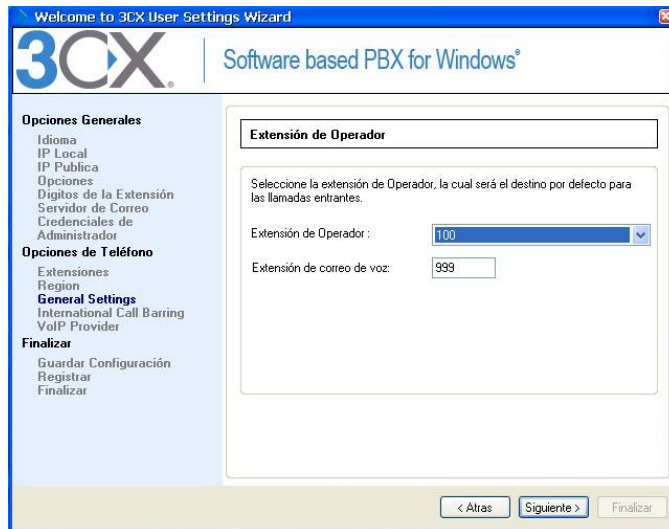 Welcome to 3CX User Settings Wizard
3CX®
Software based PBX for Windows®
Opciones Generales
Idioma
IP Local
IP Publica
Opciones
Digitos de la Extensión
Servidor de Correo
Credenciales de
Administrador
Opciones de Teléfono
Extensiones
Region
General Settings
International Call Barring
VoIP Provider
Finalizar
Guardar Configuración
Registrar
Finalizar
Extensión de Operador
Seleccione la extensión de Operador, la cual será el destino por defecto para
las llamadas entrantes.
Extensión de Operador : 100
Extensión de correo de voz: 999
< Atras Siguiente > Finalizar